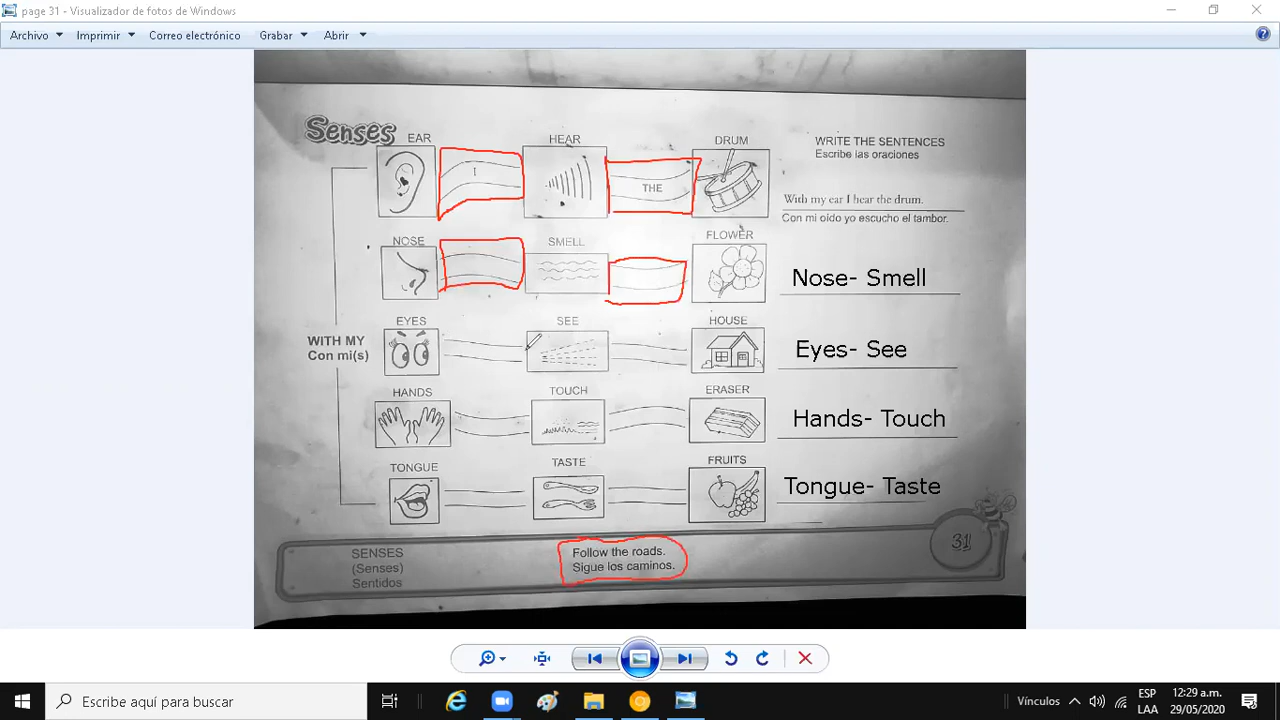 page 31 - Visualizador de fotos de Windows
Archivo Imprimir Correo electrónico Grabar Abrir
Senses
EAR HEAR DRUM
WRITE THE SENTENCES
Escribe las oraciones
I THE
With my ear I hear the drum.
Con mi oído yo escucho el tambor.
NOSE SMELL FLOWER
Nose- Smell
EYES SEE HOUSE
WITH MY
Con mi(s)
Eyes- See
HANDS TOUCH ERASER
Hands- Touch
TONGUE TASTE FRUITS
Tongue- Taste
SENSES
(Senses)
Sentidos
Follow the roads.
Sigue los caminos.
31
Escribe aquí para buscar
Vínculos
ESP
LAA
12:29 a.m.
29/05/2020